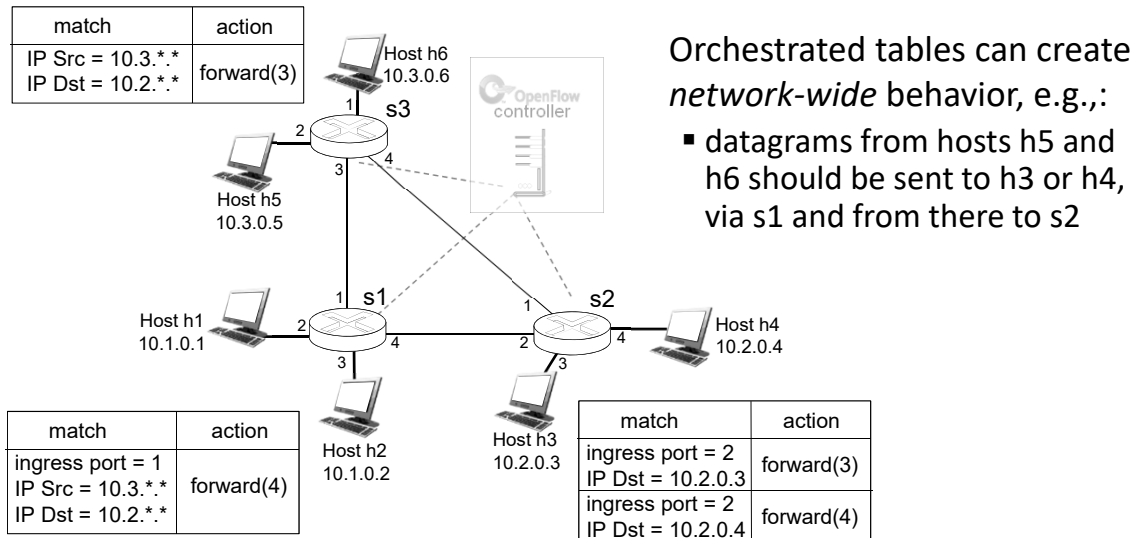 match action
IP Src = 10.3.*.*
IP Dst = 10.2.*.*
forward(3)
Host h6
10.3.0.6
1
s3
2
3
4
Host h5
10.3.0.5
OpenFlow
controller
Orchestrated tables can create
network-wide behavior, e.g.,:
▪ datagrams from hosts h5 and
h6 should be sent to h3 or h4,
via s1 and from there to s2
1
s1
2
3
4
Host h1
10.1.0.1
Host h2
10.1.0.2
1
s2
2
3
4
Host h4
10.2.0.4
Host h3
10.2.0.3
match action
ingress port = 1
IP Src = 10.3.*.*
IP Dst = 10.2.*.*
forward(4)
match action
ingress port = 2
IP Dst = 10.2.0.3
forward(3)
ingress port = 2
IP Dst = 10.2.0.4
forward(4)